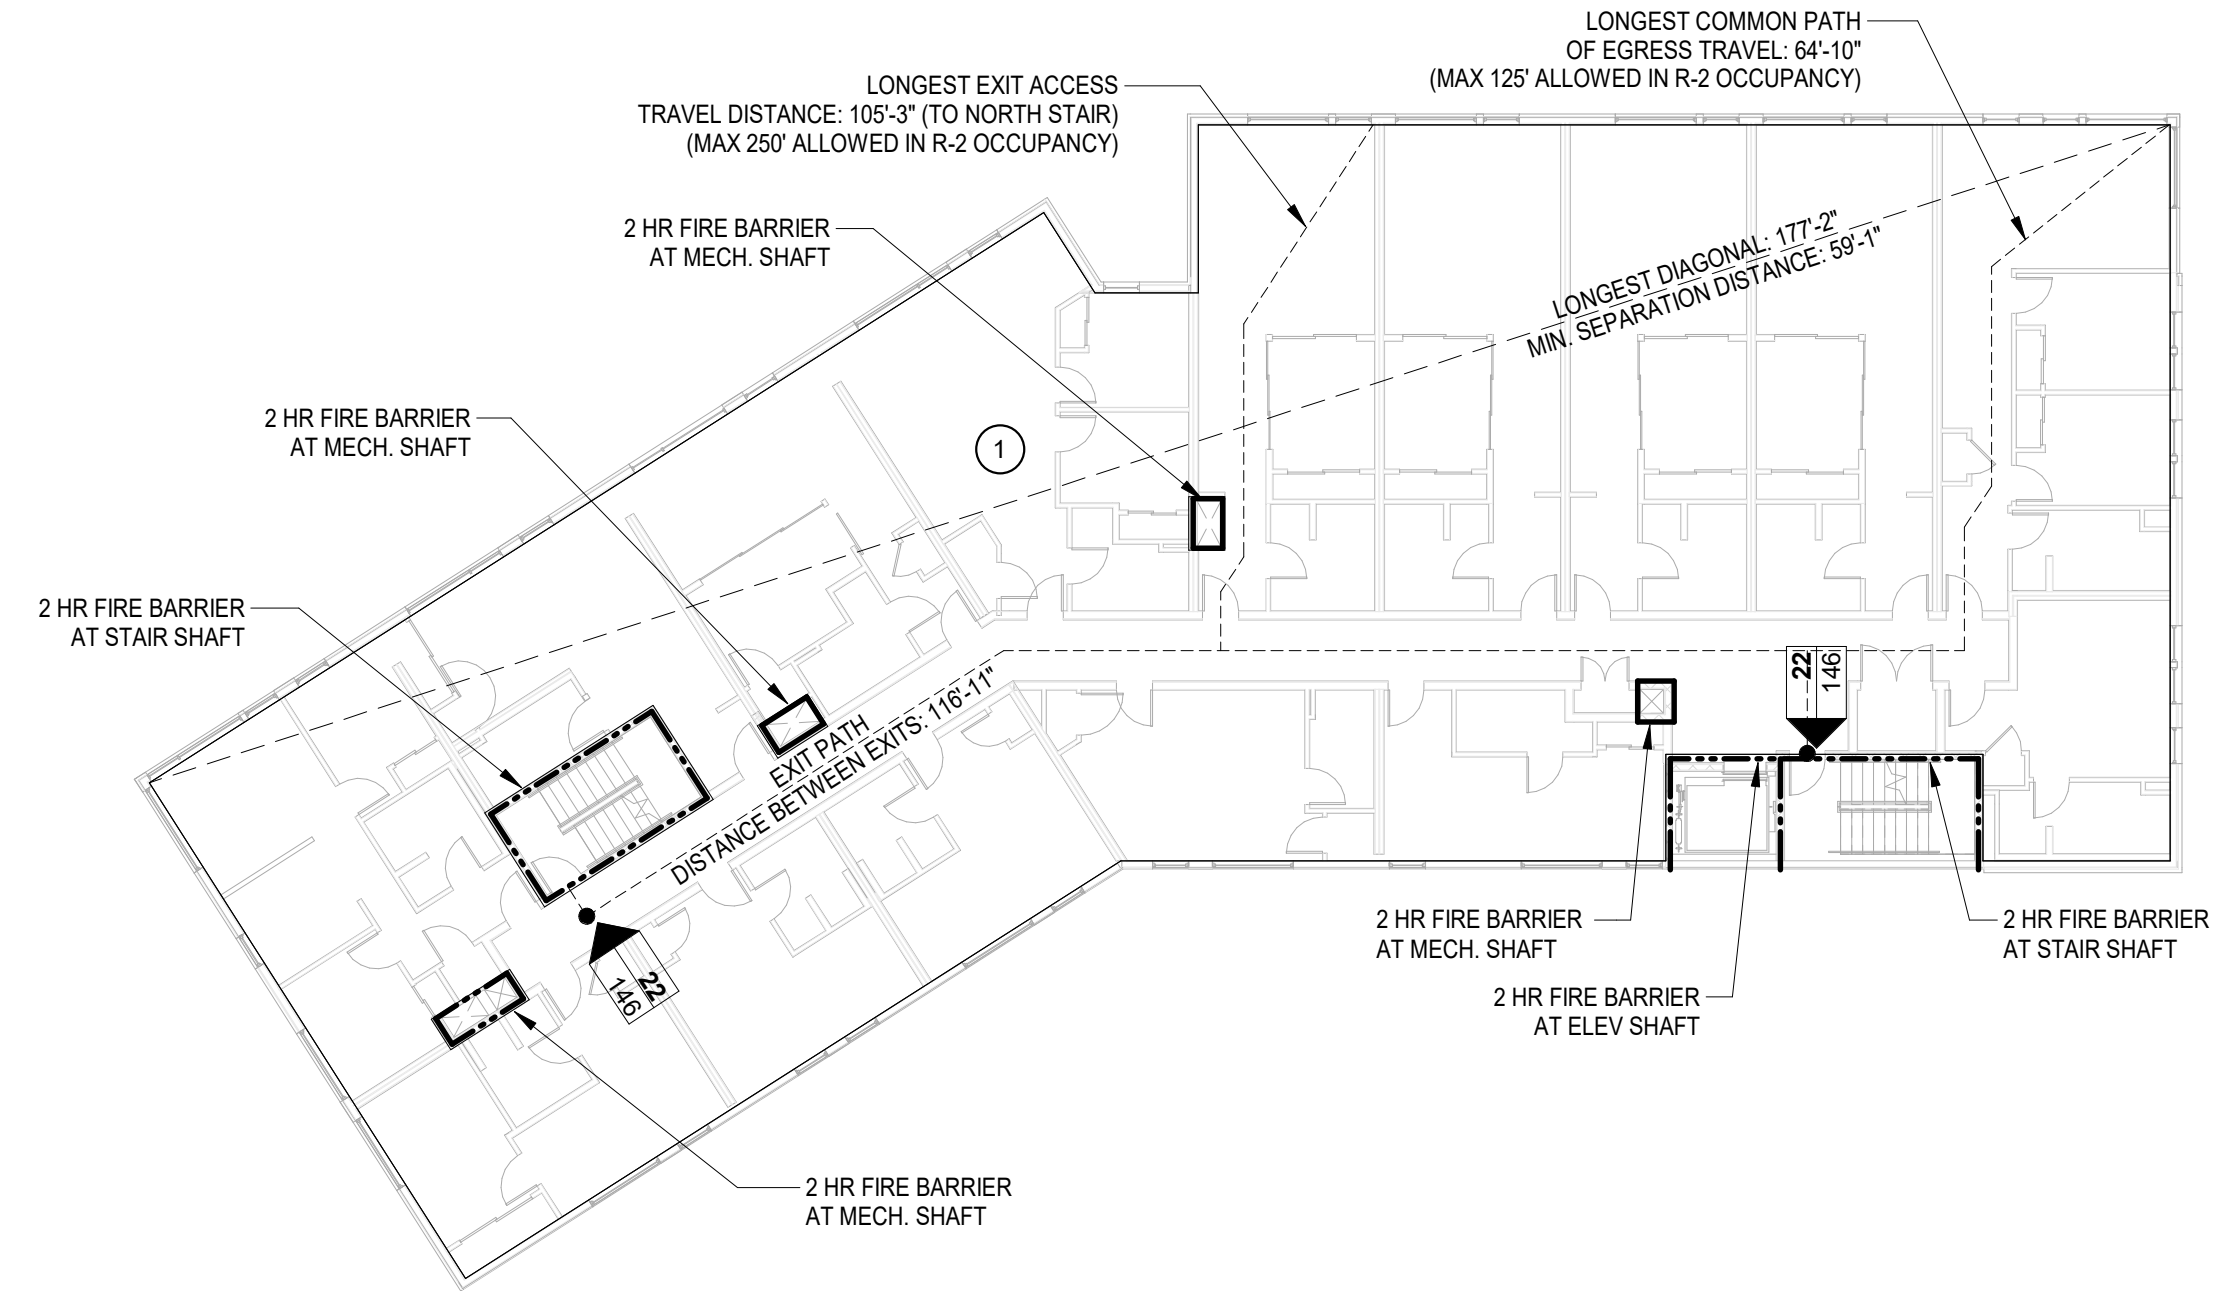 LONGEST COMMON PATH
OF EGRESS TRAVEL: 64'-10"
(MAX 125' ALLOWED IN R-2 OCCUPANCY)
LONGEST EXIT ACCESS
TRAVEL DISTANCE: 105'-3" (TO NORTH STAIR)
(MAX 250' ALLOWED IN R-2 OCCUPANCY)
2 HR FIRE BARRIER
AT MECH. SHAFT
LONGEST DIAGONAL: 177'-2"
MIN. SEPARATION DISTANCE: 59'-1"
2 HR FIRE BARRIER
AT MECH. SHAFT
1
2 HR FIRE BARRIER
AT STAIR SHAFT
22
146
EXIT PATH
DISTANCE BETWEEN EXITS: 116'-11"
2 HR FIRE BARRIER
AT MECH. SHAFT
2 HR FIRE BARRIER
AT STAIR SHAFT
22
146
2 HR FIRE BARRIER
AT ELEV SHAFT
2 HR FIRE BARRIER
AT MECH. SHAFT